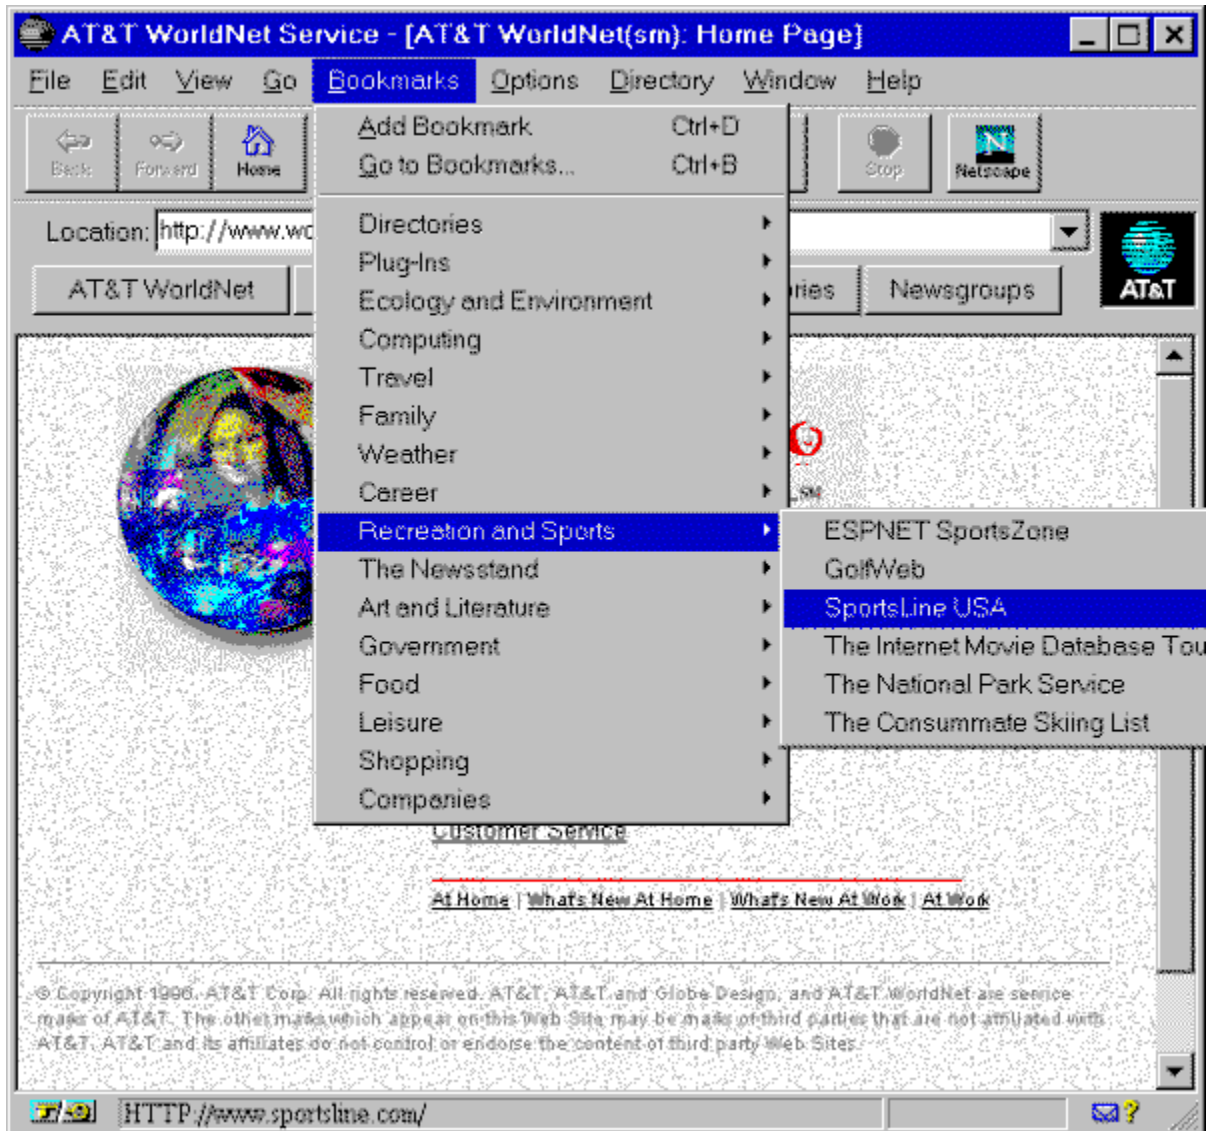 AT&T WorldNet Service - [AT&T WorldNet(sm): Home Page]
File Edit View Go Bookmarks Options Directory Window Help
Back Forward Home Stop Netscape
Add Bookmark Ctrl+D
Go to Bookmarks... Ctrl+B
Location: http://www.wo
AT&T WorldNet ries Newsgroups AT&T
Directories
Plug-Ins
Ecology and Environment
Computing
Travel
Family
Weather
Career
Recreation and Sports
The Newsstand
Art and Literature
Government
Food
Leisure
Shopping
Companies
SM
ESPNET SportsZone
GolfWeb
SportsLine USA
The Internet Movie Database Tou
The National Park Service
The Consummate Skiing List
Customer Service
At Home | What's New At Home | What's New At Work | At Work
© Copyright 1996. AT&T Corp. All rights reserved. AT&T, AT&T and Globe Design, and AT&T WorldNet are service
marks of AT&T. The other marks which appear on this Web Site may be marks of third parties that are not affiliated with
AT&T. AT&T and its affiliates do not control or endorse the content of third party Web Sites.
HTTP://www.sportsline.com/